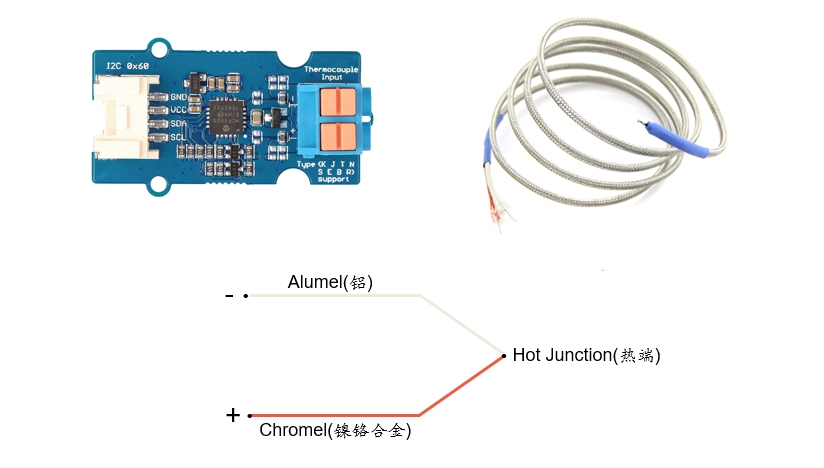 I2C 0x60
Thermocouple
Input
GND
VCC
SDA
SCL
-
+
Type (K J T N
S E B R)
support
- Alumel(铝)
Hot Junction(热端)
+
Chromel(镍铬合金)